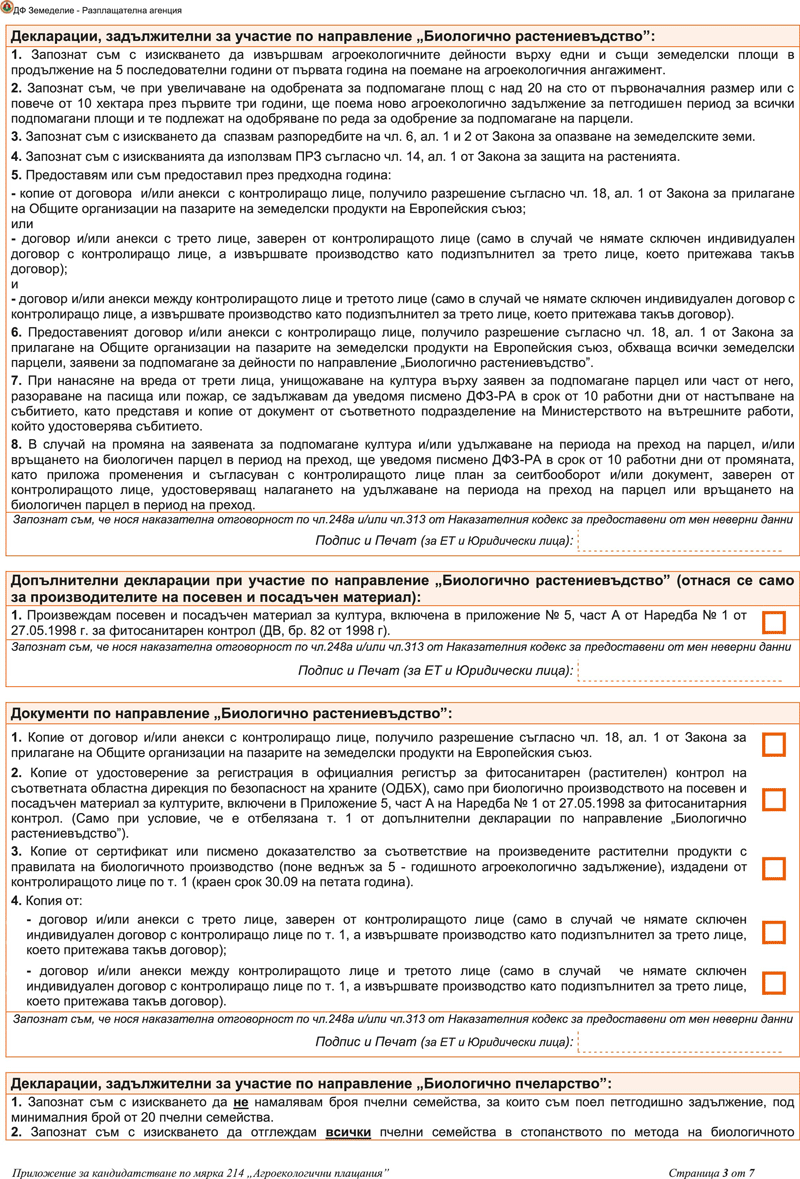 ДФ Земеделие - Разплащателна агенция
Декларации, задължителни за участие по направление „Биологично растениевъдство”:
1. Запознат съм с изискването да извършвам агроекологичните дейности върху едни и същи земеделски площи в
продължение на 5 последователни години от първата година на поемане на агроекологичния ангажимент.
2. Запознат съм, че при увеличаване на одобрената за подпомагане площ с над 20 на сто от първоначалния размер или с
повече от 10 хектара през първите три години, ще поема ново агроекологично задължение за петгодишен период за всички
подпомагани площи и те подлежат на одобряване по реда за одобрение за подпомагане на парцели.
3. Запознат съм с изискването да спазвам разпоредбите на чл. 6, ал. 1 и 2 от Закона за опазване на земеделските земи.
4. Запознат съм с изискванията да използвам ПРЗ съгласно чл. 14, ал. 1 от Закона за защита на растенията.
5. Предоставям или съм предоставил през предходна година:
- копие от договора и/или анекси с контролиращо лице, получило разрешение съгласно чл. 18, ал. 1 от Закона за прилагане
на Общите организации на пазарите на земеделски продукти на Европейския съюз;
или
- договор и/или анекси с трето лице, заверен от контролиращото лице (само в случай че нямате сключен индивидуален
договор с контролиращо лице, а извършвате производство като подизпълнител за трето лице, което притежава такъв
договор);
и
- договор и/или анекси между контролиращото лице и третото лице (само в случай че нямате сключен индивидуален договор с
контролиращо лице, а извършвате производство като подизпълнител за трето лице, което притежава такъв договор).
6. Предоставеният договор и/или анекси с контролиращо лице, получило разрешение съгласно чл. 18, ал. 1 от Закона за
прилагане на Общите организации на пазарите на земеделски продукти на Европейския съюз, обхваща всички земеделски
парцели, заявени за подпомагане за дейности по направление „Биологично растениевъдство”.
7. При нанасяне на вреда от трети лица, унищожаване на култура върху заявен за подпомагане парцел или част от него,
разораване на пасища или пожар, се задължавам да уведомя писмено ДФЗ-РА в срок от 10 работни дни от настъпване на
събитието, като представя и копие от документ от съответното подразделение на Министерството на вътрешните работи,
който удостоверява събитието.
8. В случай на промяна на заявената за подпомагане култура и/или удължаване на периода на преход на парцел, и/или
връщането на биологичен парцел в период на преход, ще уведомя писмено ДФЗ-РА в срок от 10 работни дни от промяната,
като приложа променения и съгласуван с контролиращото лице план за сеитбооборот и/или документ, заверен от
контролиращото лице, удостоверяващ налагането на удължаване на периода на преход на парцел или връщането на
биологичен парцел в период на преход.
Запознат съм, че нося наказателна отговорност по чл.248а и/или чл.313 от Наказателния кодекс за предоставени от мен неверни данни
Подпис и Печат (за ЕТ и Юридически лица):
Допълнителни декларации при участие по направление „Биологично растениевъдство” (отнася се само
за производителите на посевен и посадъчен материал):
1. Произвеждам посевен и посадъчен материал за култура, включена в приложение № 5, част А от Наредба № 1 от
27.05.1998 г. за фитосанитарен контрол (ДВ, бр. 82 от 1998 г).
Запознат съм, че нося наказателна отговорност по чл.248а и/или чл.313 от Наказателния кодекс за предоставени от мен неверни данни
Подпис и Печат (за ЕТ и Юридически лица):
Документи по направление „Биологично растениевъдство”:
1. Копие от договор и/или анекси с контролиращо лице, получило разрешение съгласно чл. 18, ал. 1 от Закона за
прилагане на Общите организации на пазарите на земеделски продукти на Европейския съюз.
2. Копие от удостоверение за регистрация в официалния регистър за фитосанитарен (растителен) контрол на
съответната областна дирекция по безопасност на храните (ОДБХ), само при биологично производството на посевен и
посадъчен материал за културите, включени в Приложение 5, част А на Наредба № 1 от 27.05.1998 за фитосанитарния
контрол. (Само при условие, че е отбелязана т. 1 от допълнителни декларации по направление „Биологично
растениевъдство”).
3. Копие от сертификат или писмено доказателство за съответствие на произведените растителни продукти с
правилата на биологичното производство (поне веднъж за 5 - годишното агроекологично задължение), издадени от
контролиращото лице по т. 1 (краен срок 30.09 на петата година).
4. Копия от:
- договор и/или анекси с трето лице, заверен от контролиращото лице (само в случай че нямате сключен
индивидуален договор с контролиращо лице по т. 1, а извършвате производство като подизпълнител за трето лице,
което притежава такъв договор);
- договор и/или анекси между контролиращото лице и третото лице (само в случай че нямате сключен
индивидуален договор с контролиращо лице по т. 1, а извършвате производство като подизпълнител за трето лице,
което притежава такъв договор).
Запознат съм, че нося наказателна отговорност по чл.248а и/или чл.313 от Наказателния кодекс за предоставени от мен неверни данни
Подпис и Печат (за ЕТ и Юридически лица):
Декларации, задължителни за участие по направление „Биологично пчеларство”:
1. Запознат съм с изискването да не намалявам броя пчелни семейства, за които съм поел петгодишно задължение, под
минималния брой от 20 пчелни семейства.
2. Запознат съм с изискването да отглеждам всички пчелни семейства в стопанството по метода на биологичното
Приложение за кандидатстване по мярка 214 „Агроекологични плащания”
Страница 3 от 7